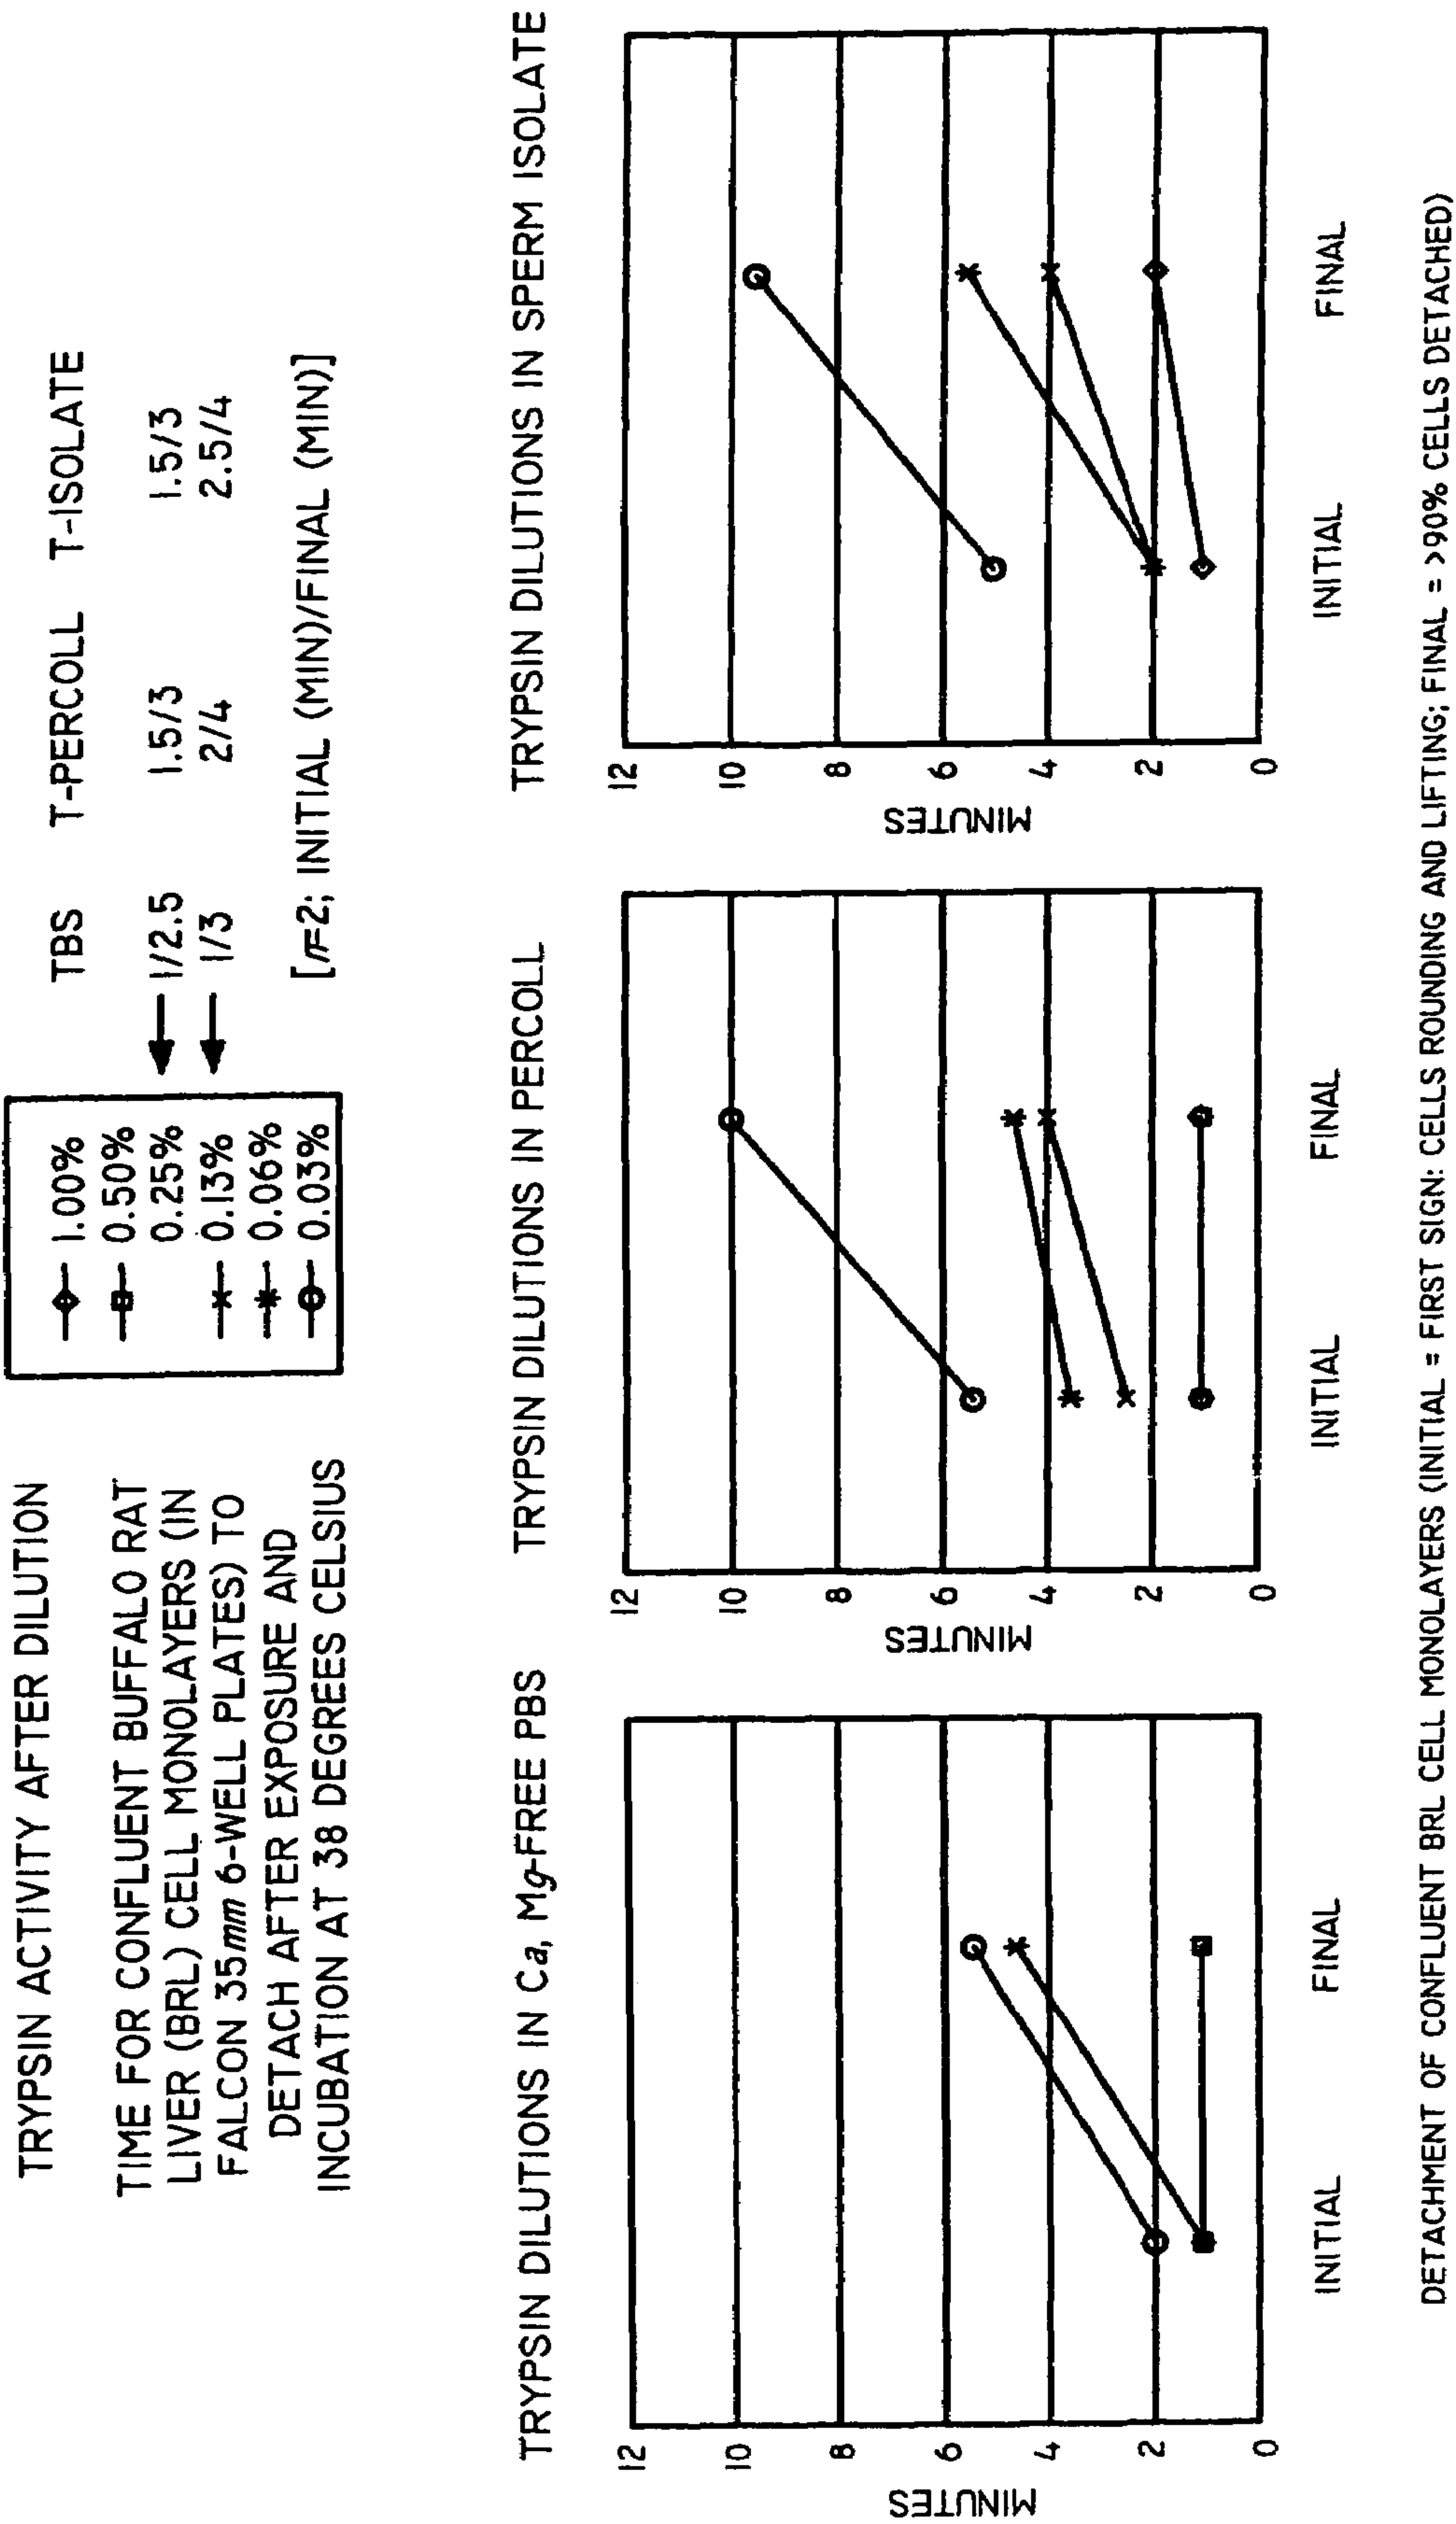 TRYPSIN ACTIVITY AFTER DILUTION
TIME FOR CONFLUENT BUFFALO RAT
LIVER (BRL) CELL MONOLAYERS (IN
FALCON 35mm 6-WELL PLATES) TO
DETACH AFTER EXPOSURE AND
INCUBATION AT 38 DEGREES CELSIUS
1.00%
0.50%
0.25%
0.13%
0.06%
0.03%
TBS T-PERCOLL T-ISOLATE
1/2.5 1.5/3 1.5/3
1/3 2/4 2.5/4
[n=2; INITIAL (MIN)/FINAL (MIN)]
TRYPSIN DILUTIONS IN Ca, Mg-FREE PBS
12
10
8
6
4
2
0
MINUTES
INITIAL FINAL
TRYPSIN DILUTIONS IN PERCOLL
12
10
8
6
4
2
0
MINUTES
INITIAL FINAL
TRYPSIN DILUTIONS IN SPERM ISOLATE
12
10
8
6
4
2
0
MINUTES
INITIAL FINAL
DETACHMENT OF CONFLUENT BRL CELL MONOLAYERS (INITIAL = FIRST SIGN: CELLS ROUNDING AND LIFTING; FINAL = >90% CELLS DETACHED)